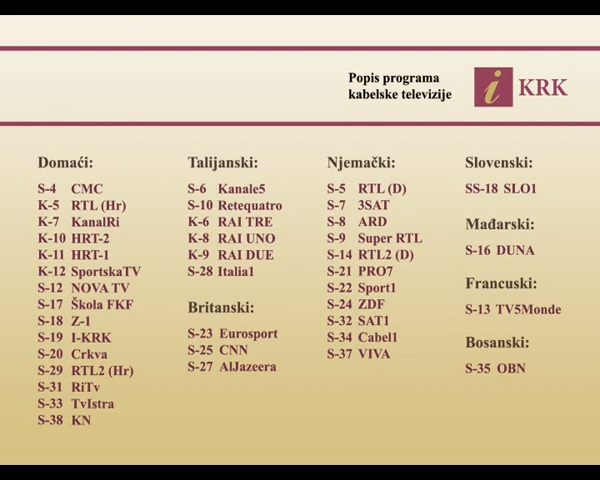 Popis programa
kabelske televizije
i KRK
Domaći:
S-4 CMC
K-5 RTL (Hr)
K-7 KanalRi
K-10 HRT-2
K-11 HRT-1
K-12 SportskaTV
S-12 NOVA TV
S-17 Škola FKF
S-18 Z-1
S-19 I-KRK
S-20 Crkva
S-29 RTL2 (Hr)
S-31 RiTv
S-33 TvIstra
S-38 KN
Talijanski:
S-6 Kanale5
S-10 Retequatro
K-6 RAI TRE
K-8 RAI UNO
K-9 RAI DUE
S-28 Italia1
Britanski:
S-23 Eurosport
S-25 CNN
S-27 AlJazeera
Njemački:
S-5 RTL (D)
S-7 3SAT
S-8 ARD
S-9 Super RTL
S-14 RTL2 (D)
S-21 PRO7
S-22 Sport1
S-24 ZDF
S-32 SAT1
S-34 Cabel1
S-37 VIVA
Slovenski:
SS-18 SLO1
Mađarski:
S-16 DUNA
Francuski:
S-13 TV5Monde
Bosanski:
S-35 OBN